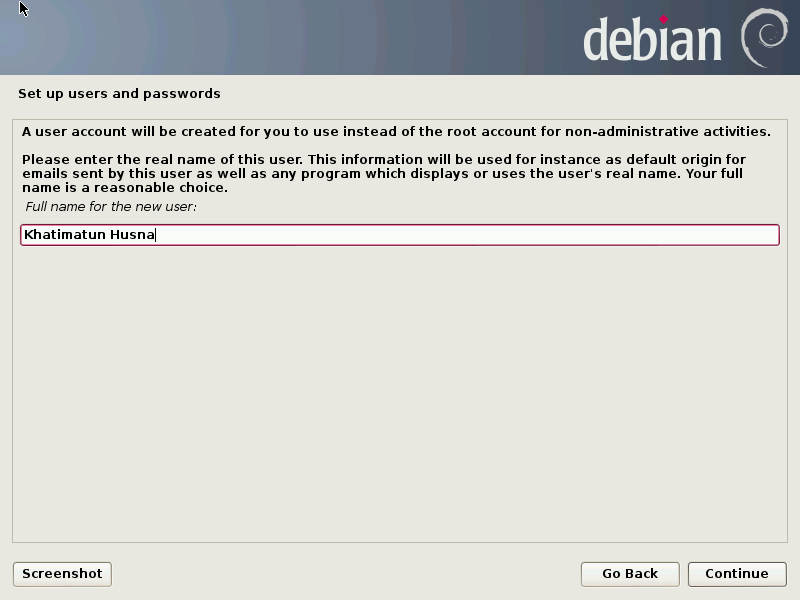 debian
Set up users and passwords
A user account will be created for you to use instead of the root account for non-administrative activities.
Please enter the real name of this user. This information will be used for instance as default origin for
emails sent by this user as well as any program which displays or uses the user's real name. Your full
name is a reasonable choice.
Full name for the new user:
Khatimatun Husna
Screenshot
Go Back
Continue